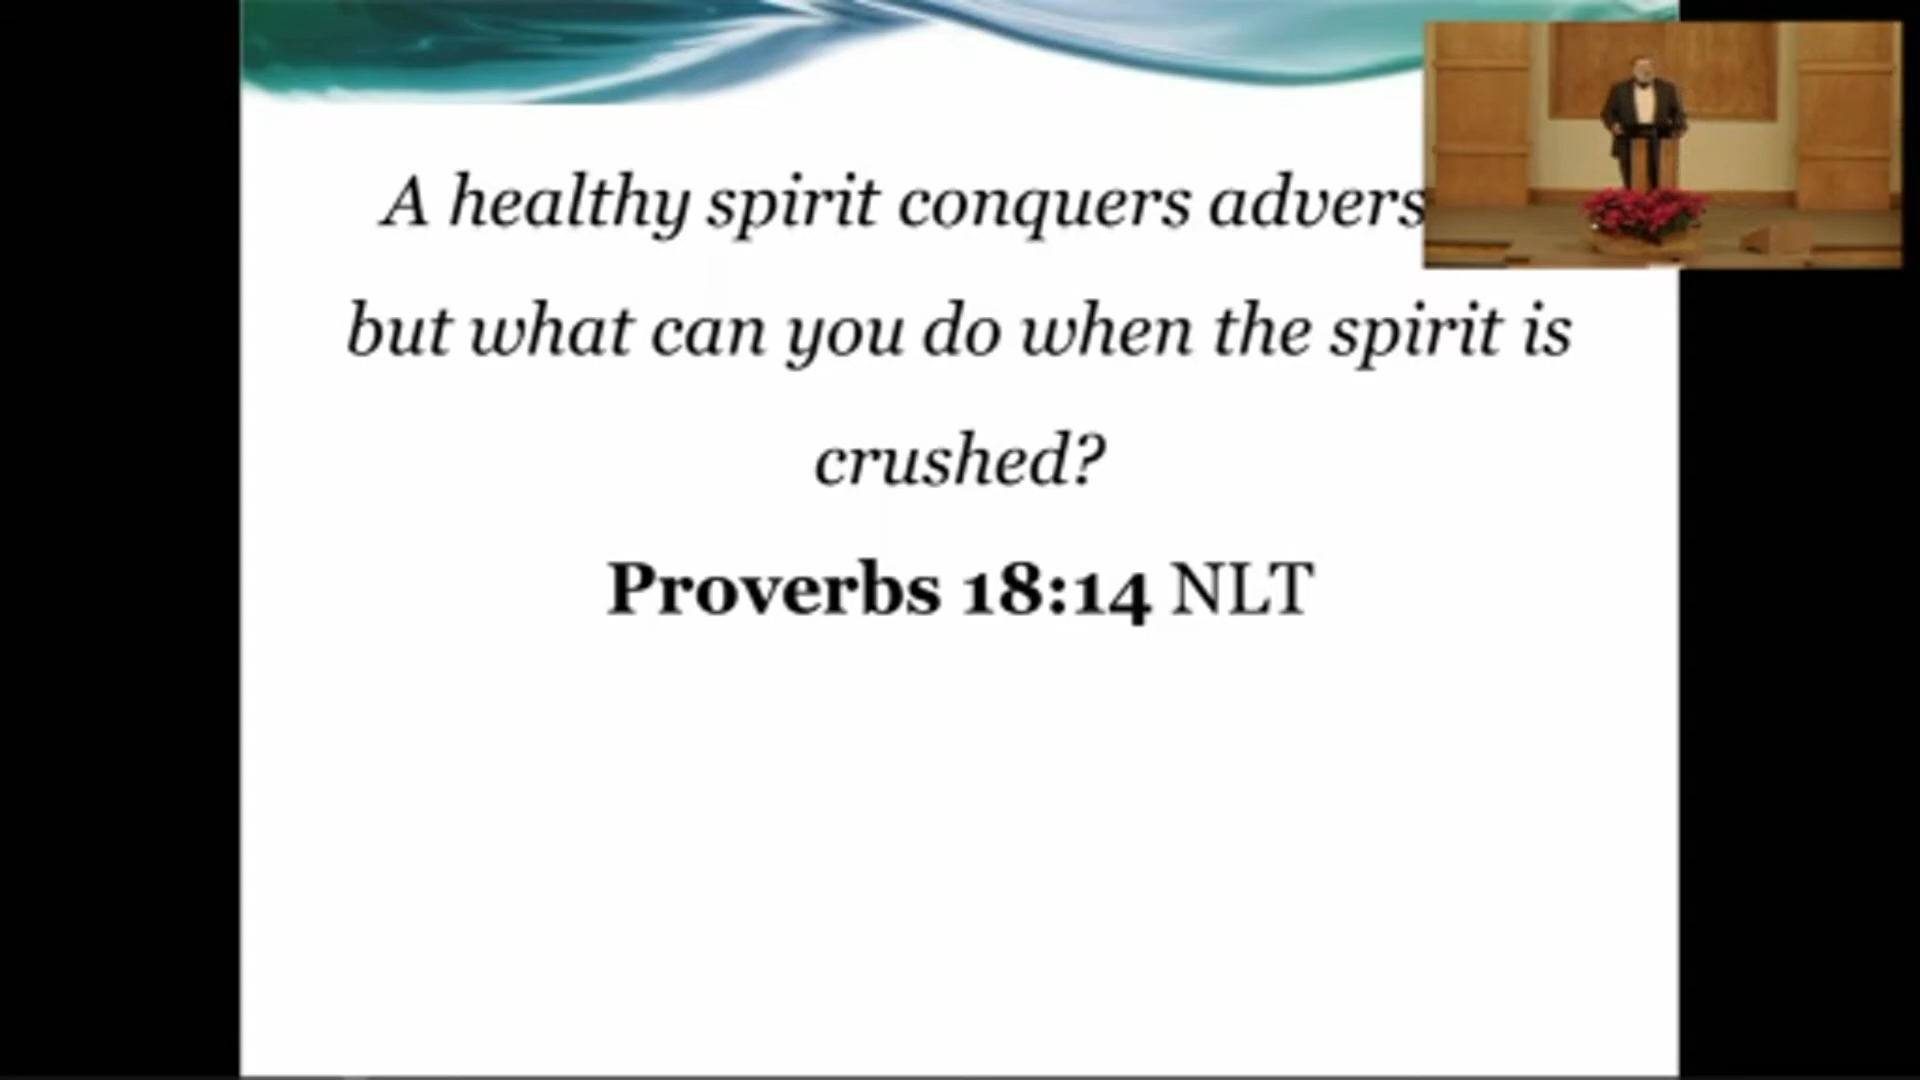 A healthy spirit conquers advers
but what can you do when the spirit is
crushed?
Proverbs 18:14 NLT